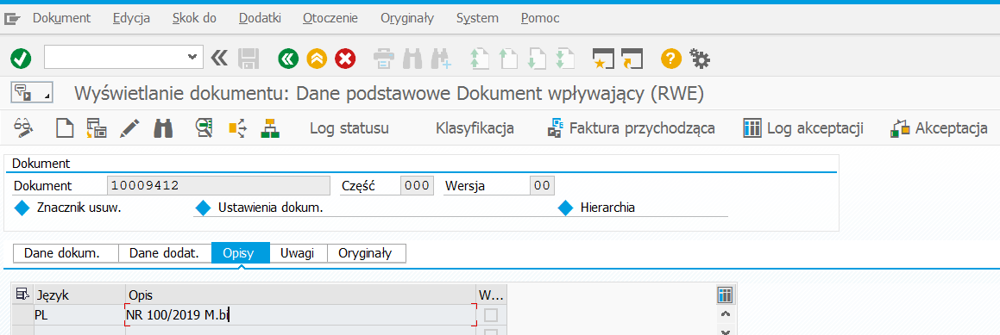 Dokument Edycja Skok do Dodatki Otoczenie Oryginały System Pomoc
Wyświetlanie dokumentu: Dane podstawowe Dokument wpływający (RWE)
Log statusu Klasyfikacja Faktura przychodząca Log akceptacji Akceptacja
Dokument
Dokument 10009412 Część 000 Wersja 00
Znacznik usuw. Ustawienia dokum. Hierarchia
Dane dokum. Dane dodat. Opisy Uwagi Oryginały
Język Opis W...
PL NR 100/2019 M.bi